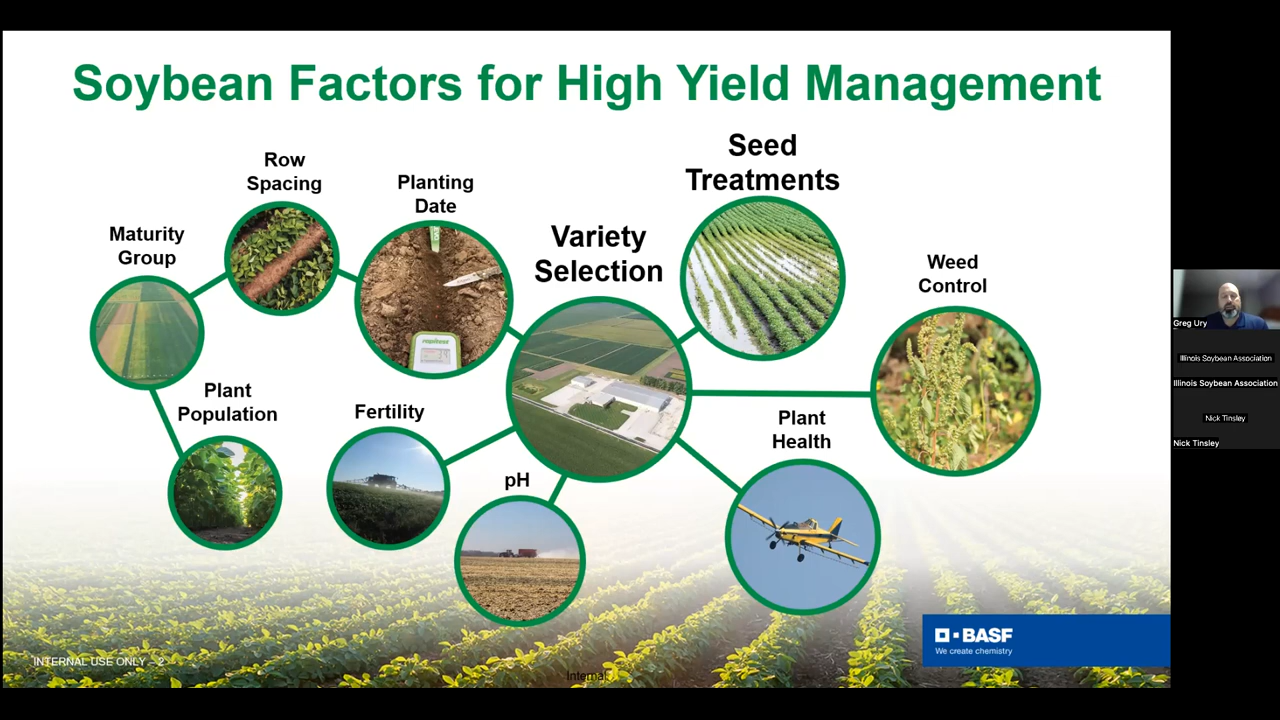 Soybean Factors for High Yield Management
Row
Spacing
Planting
Date
Seed
Treatments
Maturity
Group
Variety
Selection
Weed
Control
Plant
Population
Fertility
Plant
Health
pH
INTERNAL USE ONLY – 2
Internal
BASF
We create chemistry
Greg Ury
Illinois Soybean Association
Illinois Soybean Association
Nick Tinsley
Nick Tinsley